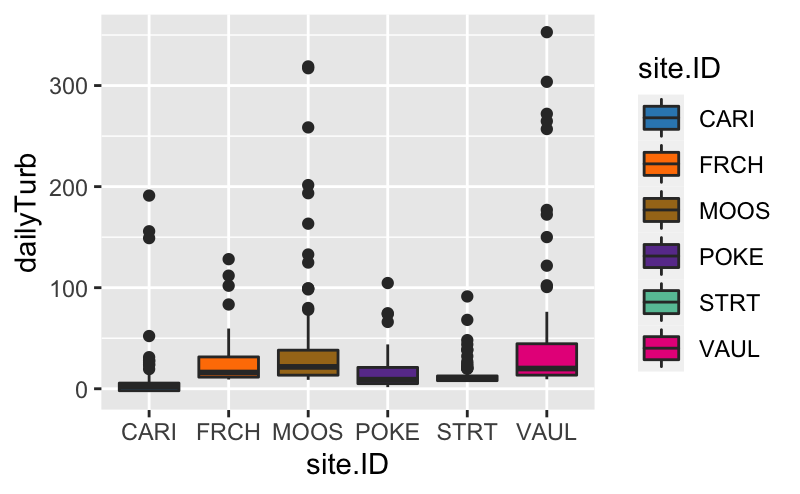 dailyTurb
300
200
100
0
CARI FRCH MOOS POKE STRT VAUL
site.ID
site.ID
CARI
FRCH
MOOS
POKE
STRT
VAUL